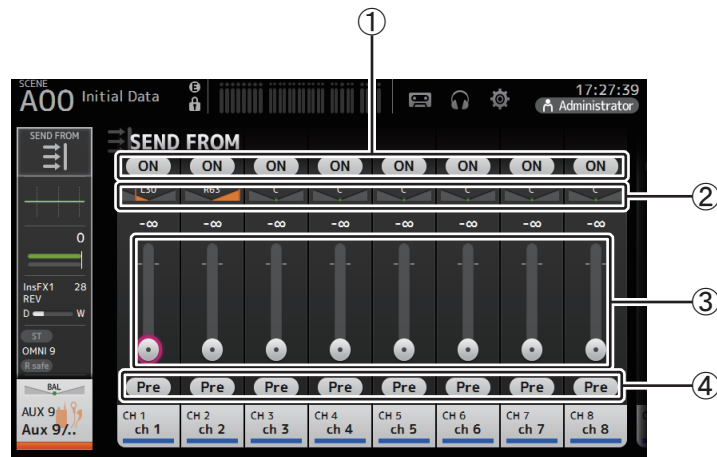 ①
SCENE
A00 Initial Data
E
17:27:39
Administrator
SEND FROM
SEND FROM
ON ON ON ON ON ON ON ON
②
L30 R63 C C C C C C
-∞ -∞ -∞ -∞ -∞ -∞ -∞ -∞
0
③
InsFX1 28
REV
D W
ST
OMNI 9
R safe
Pre Pre Pre Pre Pre Pre Pre Pre
④
BAL
AUX 9
Aux 9/..
CH 1 CH 2 CH 3 CH 4 CH 5 CH 6 CH 7 CH 8
ch 1 ch 2 ch 3 ch 4 ch 5 ch 6 ch 7 ch 8